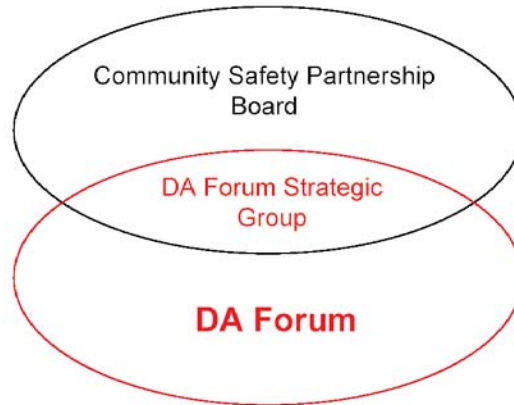 Community Safety Partnership
Board
DA Forum Strategic
Group
DA Forum